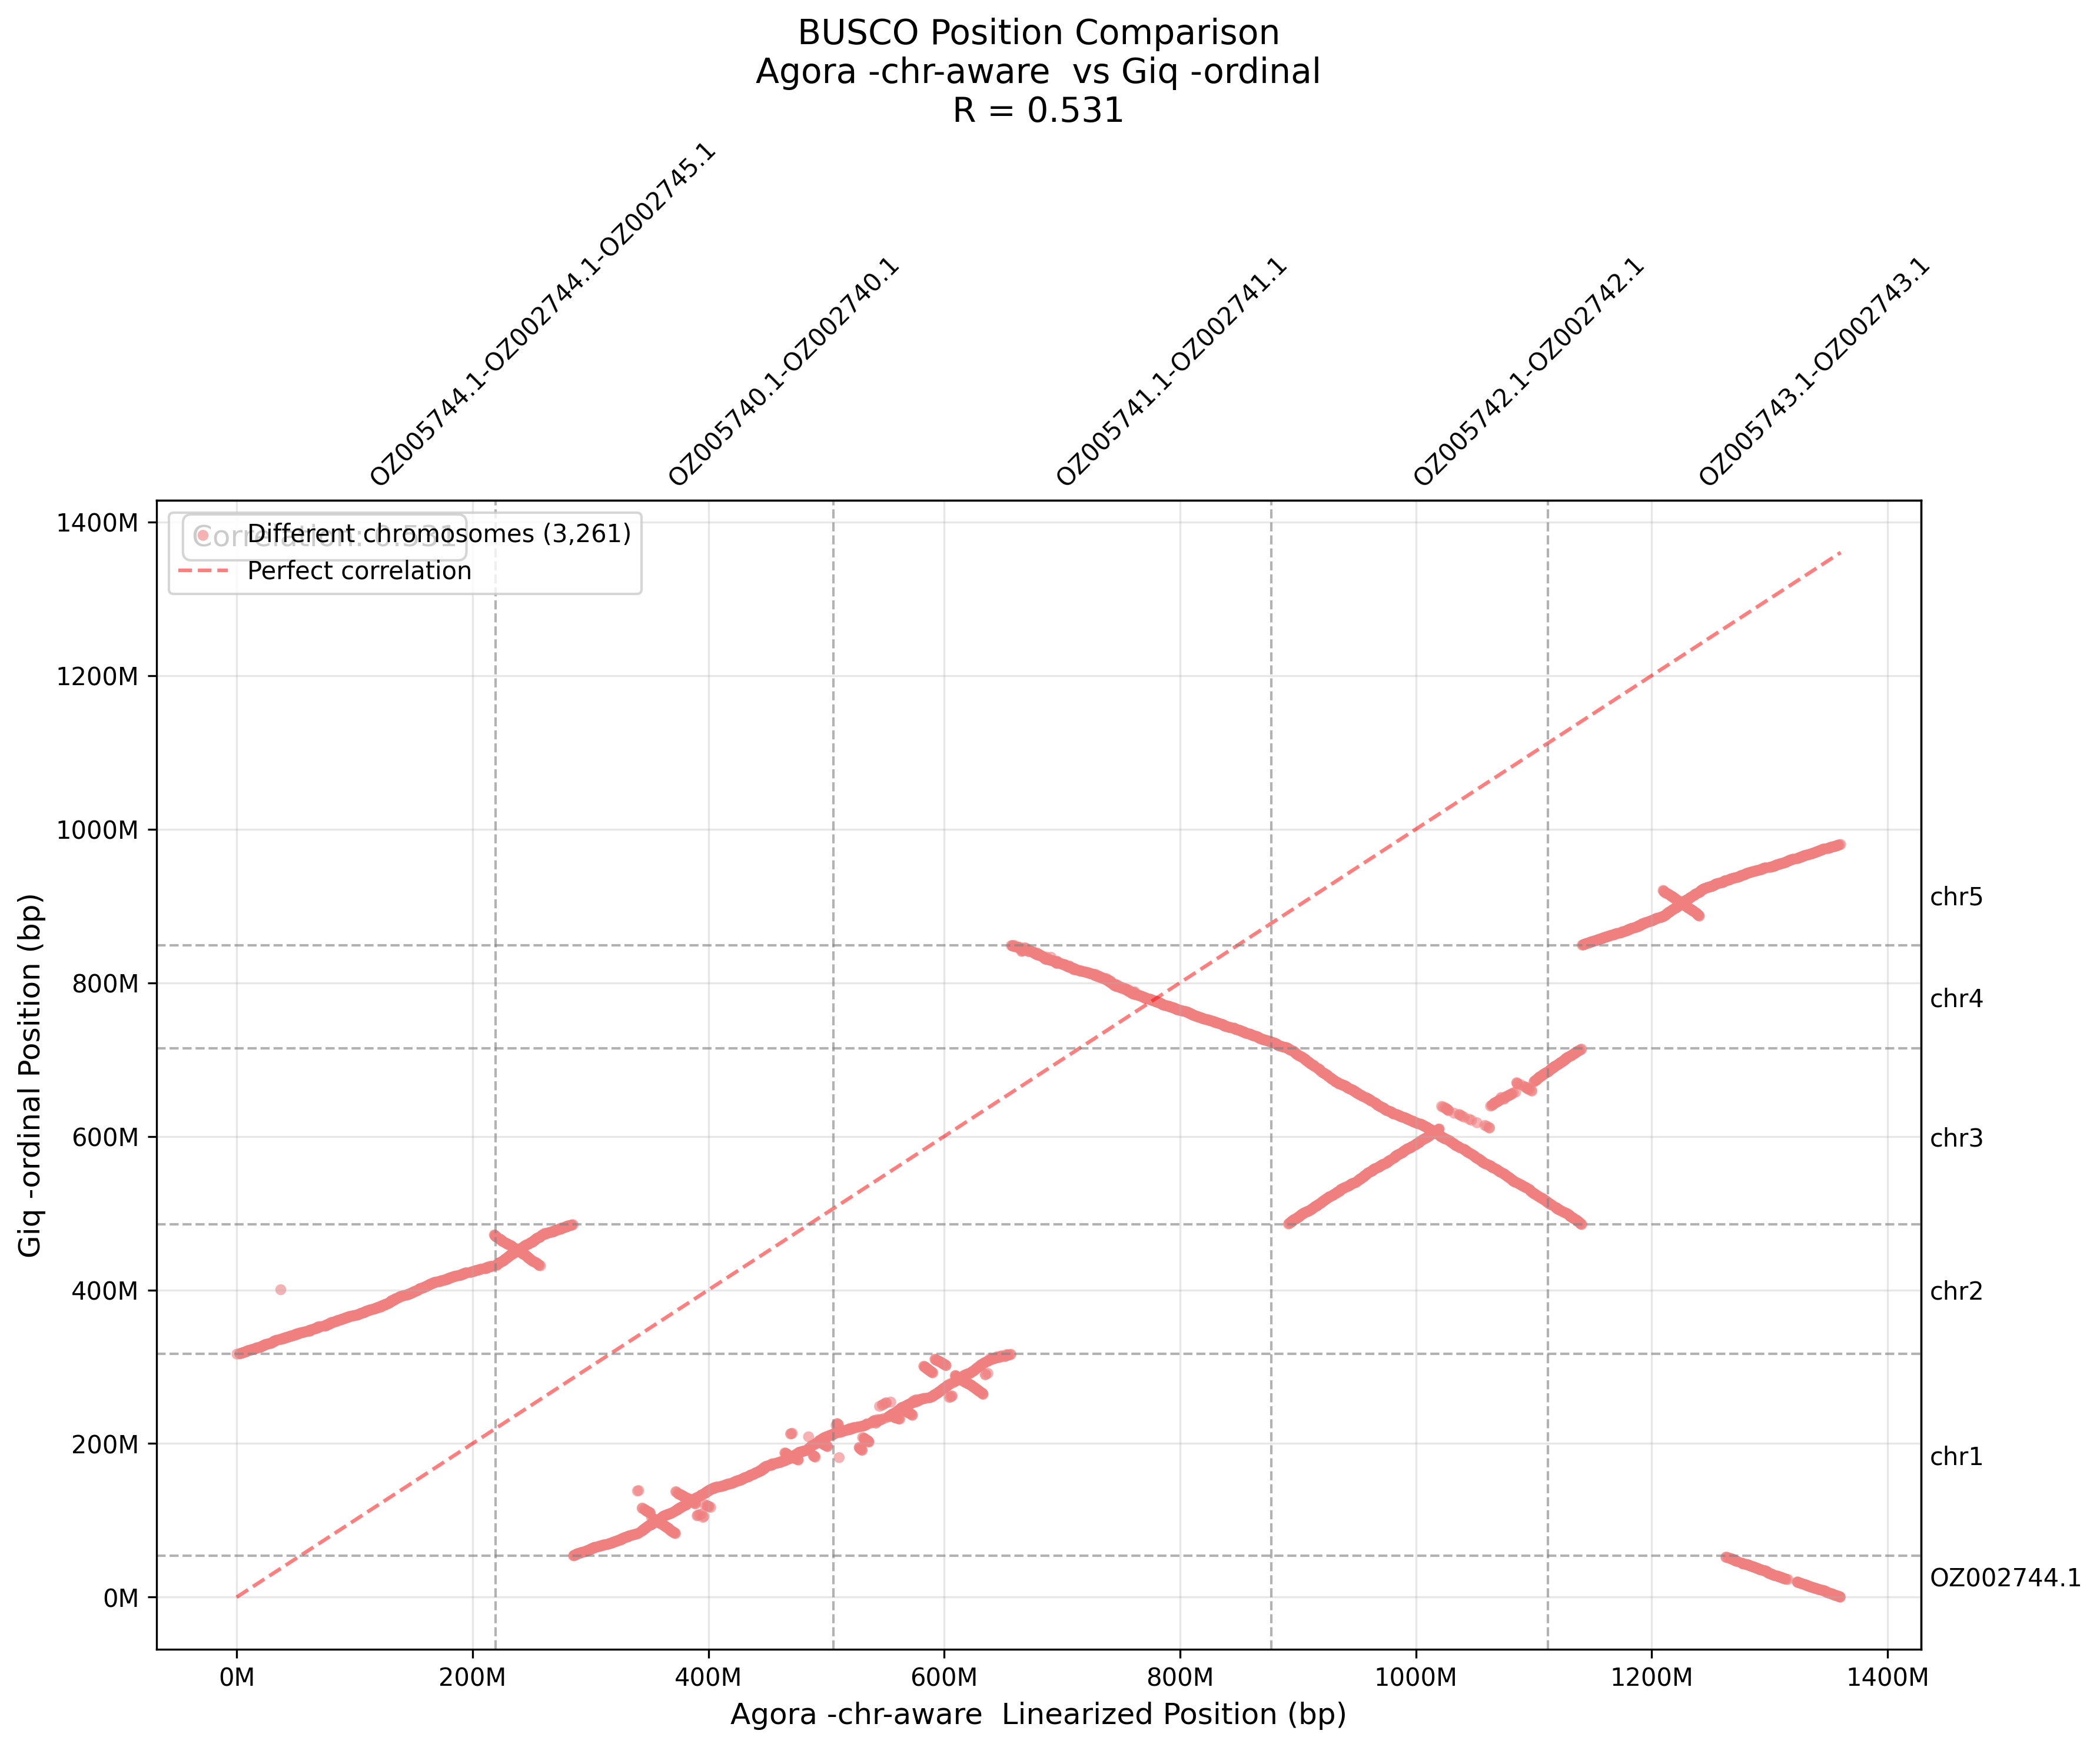 BUSCO Position Comparison
Agora -chr-aware  vs Giq -ordinal
R = 0.531
OZ005744.1-OZ002744.1-OZ002745.1
OZ005740.1-OZ002740.1
OZ005741.1-OZ002741.1
OZ005742.1-OZ002742.1
OZ005743.1-OZ002743.1
Correlation: 0.531
Different chromosomes (3,261)
Perfect correlation
1400M
1200M
1000M
800M
600M
400M
200M
0M
Giq -ordinal Position (bp)
chr5
chr4
chr3
chr2
chr1
OZ002744.1
0M
200M
400M
600M
800M
1000M
1200M
1400M
Agora -chr-aware  Linearized Position (bp)